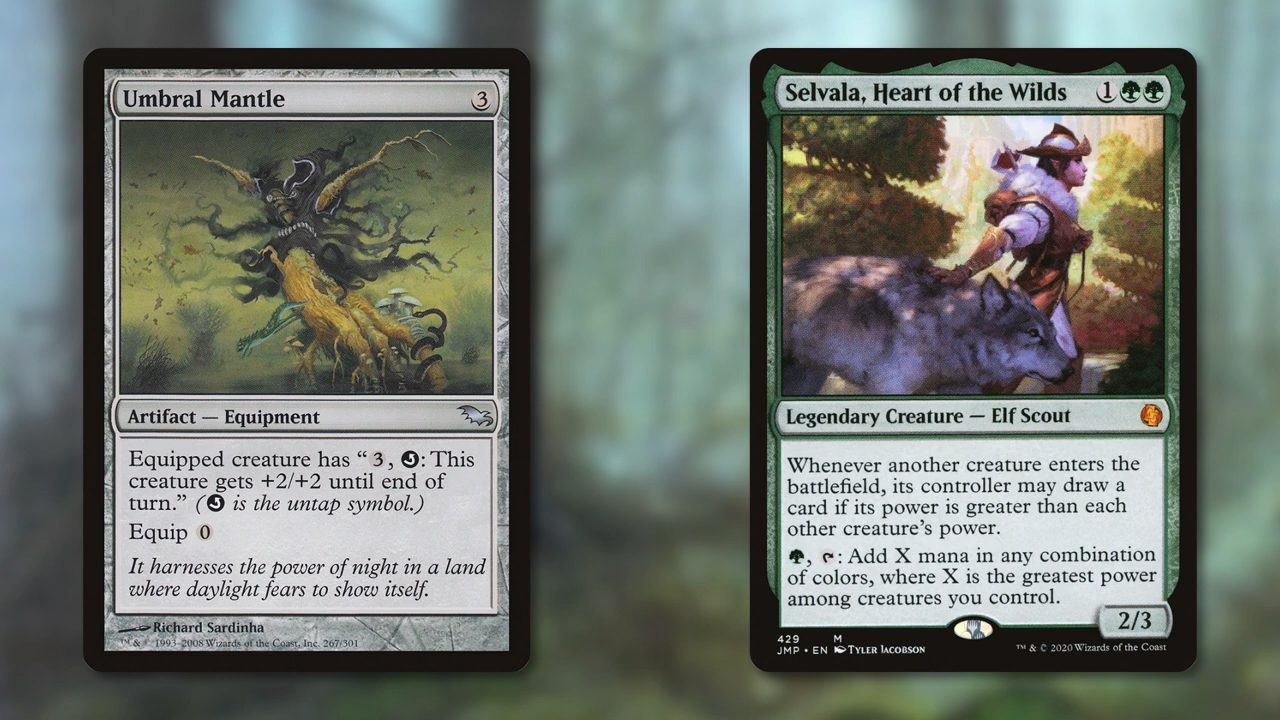 Umbral Mantle 3
Artifact — Equipment
Equipped creature has “3, : This
creature gets +2/+2 until end of
turn.” ( is the untap symbol.)
Equip 0
It harnesses the power of night in a land
where daylight fears to show itself.
Richard Sardinha
™ & © 1993–2008 Wizards of the Coast, Inc. 267/301
Selvala, Heart of the Wilds 1
Legendary Creature — Elf Scout
Whenever another creature enters the
battlefield, its controller may draw a
card if its power is greater than each
other creature's power.
, : Add X mana in any combination
of colors, where X is the greatest power
among creatures you control.
2/3
429 M
JMP • EN Tyler Jacobson
™ & © 2020 Wizards of the Coast